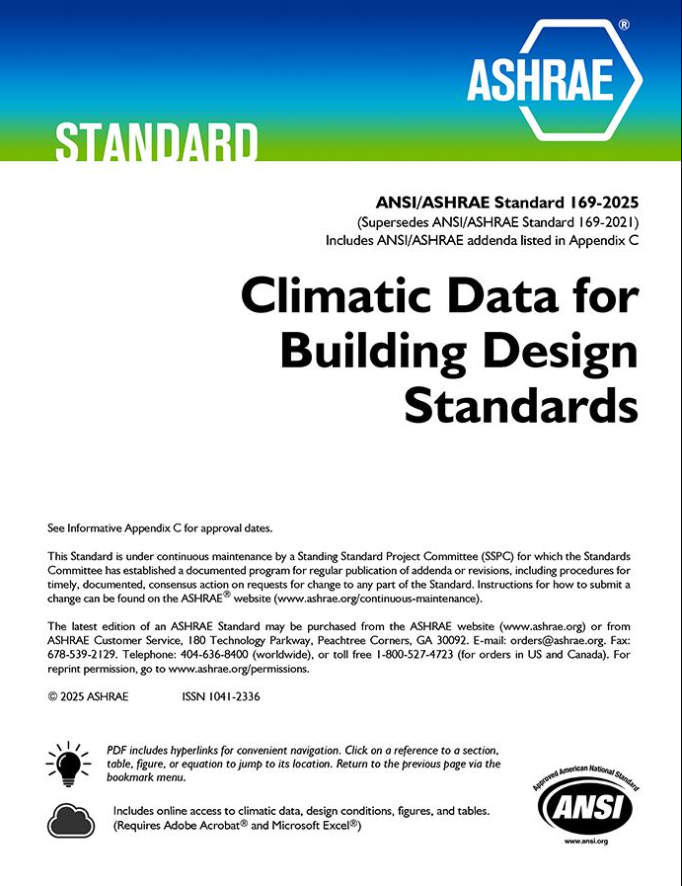 ASHRAE®
STANDARD
ANSI/ASHRAE Standard 169-2025
(Supersedes ANSI/ASHRAE Standard 169-2021)
Includes ANSI/ASHRAE addenda listed in Appendix C
Climatic Data for
Building Design
Standards
See Informative Appendix C for approval dates.
This Standard is under continuous maintenance by a Standing Standard Project Committee (SSPC) for which the Standards
Committee has established a documented program for regular publication of addenda or revisions, including procedures for
timely, documented, consensus action on requests for change to any part of the Standard. Instructions for how to submit a
change can be found on the ASHRAE® website (www.ashrae.org/continuous-maintenance).
The latest edition of an ASHRAE Standard may be purchased from the ASHRAE website (www.ashrae.org) or from
ASHRAE Customer Service, 180 Technology Parkway, Peachtree Corners, GA 30092. E-mail: orders@ashrae.org. Fax:
678-539-2129. Telephone: 404-636-8400 (worldwide), or toll free 1-800-527-4723 (for orders in US and Canada). For
reprint permission, go to www.ashrae.org/permissions.
© 2025 ASHRAE ISSN 1041-2336
PDF includes hyperlinks for convenient navigation. Click on a reference to a section,
table, figure, or equation to jump to its location. Return to the previous page via the
bookmark menu.
Includes online access to climatic data, design conditions, figures, and tables.
(Requires Adobe Acrobat® and Microsoft Excel®)
Approved American National Standard
ANSI
www.ansi.org